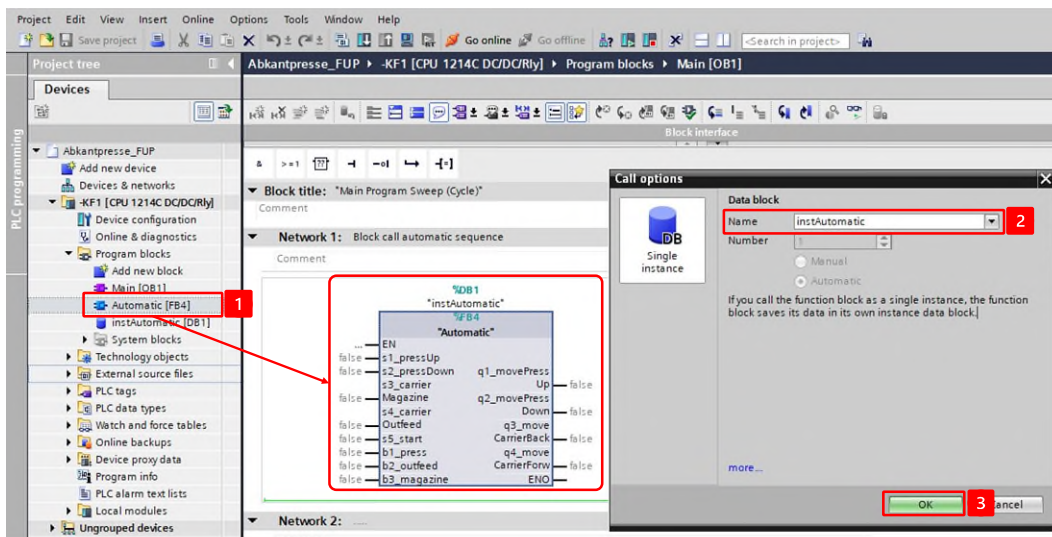 Project Edit View Insert Online Options Tools Window Help
Save project Go online Go offline <Search in project>
Project tree
Abkantpresse_FUP ▸ -KF1 [CPU 1214C DC/DC/Rly] ▸ Program blocks ▸ Main [OB1]
Devices
PLC programming
Abkantpresse_FUP
Add new device
Devices & networks
-KF1 [CPU 1214C DC/DC/Rly]
Device configuration
Online & diagnostics
Program blocks
Add new block
Main [OB1]
Automatic [FB4]
1
instAutomatic [DB1]
System blocks
Technology objects
External source files
PLC tags
PLC data types
Watch and force tables
Online backups
Device proxy data
Program info
PLC alarm text lists
Local modules
Ungrouped devices
Block interface
& >=1 [??]
Block title: "Main Program Sweep (Cycle)"
Comment
Network 1: Block call automatic sequence
Comment
%DB1
"instAutomatic"
%FB4
"Automatic"
... EN
false s1_pressUp
false s2_pressDown q1_movePress
s3_carrier Up false
false Magazine q2_movePress
s4_carrier Down false
false Outfeed q3_move
false s5_start CarrierBack false
false b1_press q4_move
false b2_outfeed CarrierForw false
false b3_magazine ENO
Network 2: .....
Call options
Data block
Name instAutomatic
2
Number 1
DB
Single
instance
Manual
Automatic
If you call the function block as a single instance, the function
block saves its data in its own instance data block.
more...
OK
3
ancel